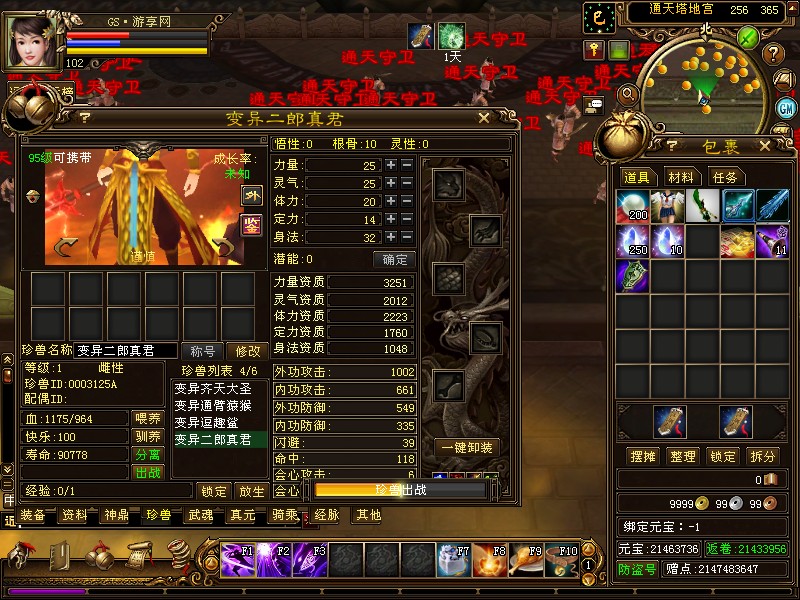 GS·游享网
102
1天
通天塔地宫 256 365
北
GM
通天守卫
通天守卫
通天守卫
通天守卫
通天守卫
通天守卫
通天守卫
变异二郎真君
95级可携带
成长率:
未知
外
鉴
谨慎
悟性:0 根骨:10 灵性:0
力量: 25
灵气: 25
体力: 20
定力: 14
身法: 32
潜能:0 确定
力量资质 3251
灵气资质 2012
体力资质 2223
定力资质 1760
身法资质 1048
外功攻击: 1002
内功攻击: 661
外功防御: 549
内功防御: 335
闪避: 39
命中: 118
会心攻击:
会心
珍兽名称 变异二郎真君 称号 修改
等级:1 雌性
珍兽ID:0003125A
配偶ID:
血:1175/964 喂养
快乐:100 驯养
寿命:90778 分离
出战
经验:0/1 锁定 放生
珍兽列表 4/6
变异齐天大圣
变异通臂猿猴
变异逗趣鲨
变异二郎真君
一键卸装
珍兽出战
装备 资料 神鼎 珍兽 武魂 真元 骑乘 经脉 其他
F1 F2 F3 F7 F8 F9 F10
1
包裹
道具 材料 任务
200
250 10 11
摆摊 整理 锁定 拆分
0
9999 99 99
绑定元宝:-1
元宝:21463736 返卷:21433956
防盗号 赠点:2147483647